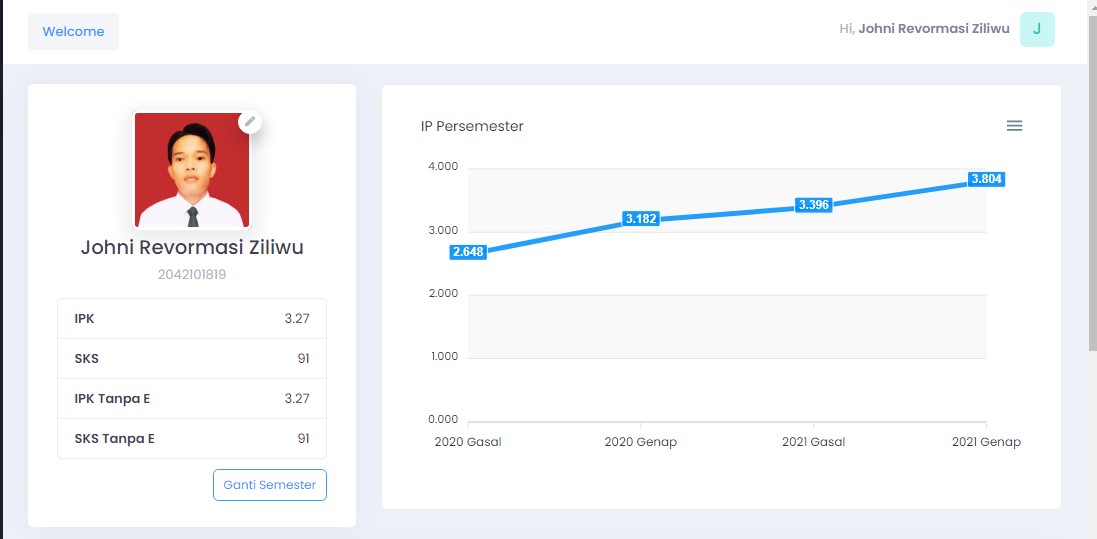 Welcome
Hi, Johni Revormasi Ziliwu
J
Johni Revormasi Ziliwu
2042101819
IPK 3.27
SKS 91
IPK Tanpa E 3.27
SKS Tanpa E 91
Ganti Semester
IP Persemester
4.000
3.000
2.000
1.000
0.000
2.648
3.182
3.396
3.804
2020 Gasal
2020 Genap
2021 Gasal
2021 Genap